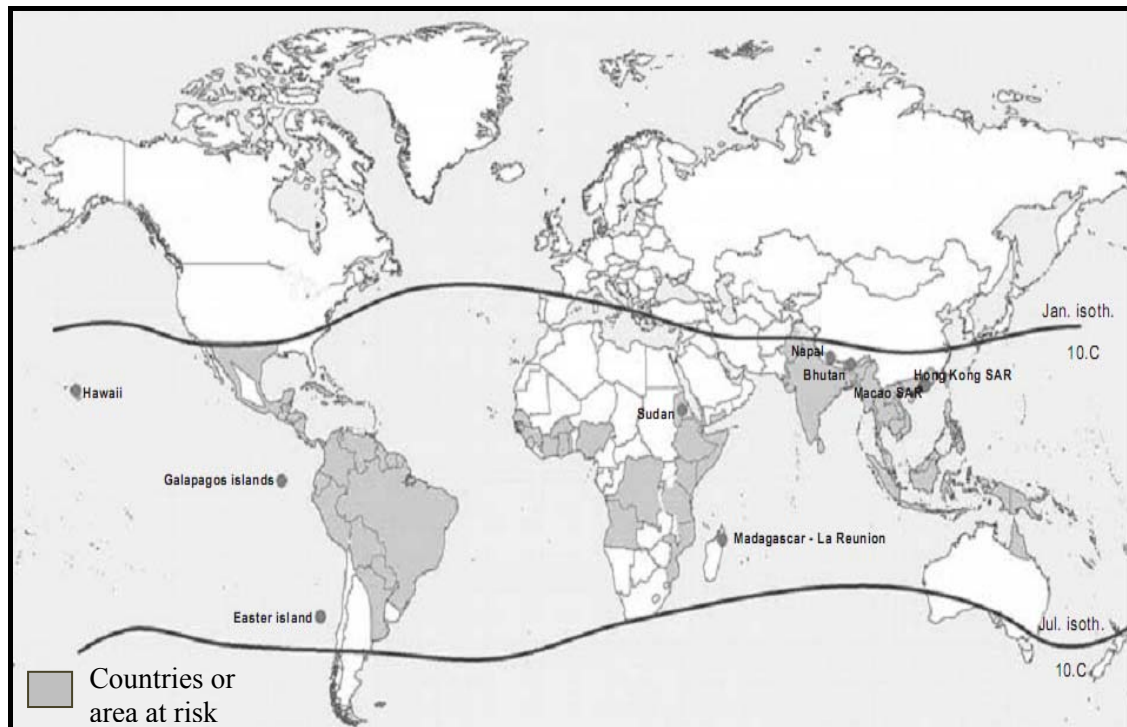 Jan. isoth.
10.C
Napal
Bhutan
Hong Kong SAR
Macao SAR
Hawaii
Sudan
Galapagos islands
Madagascar - La Reunion
Easter island
Jul. isoth.
10.C
Countries or
area at risk